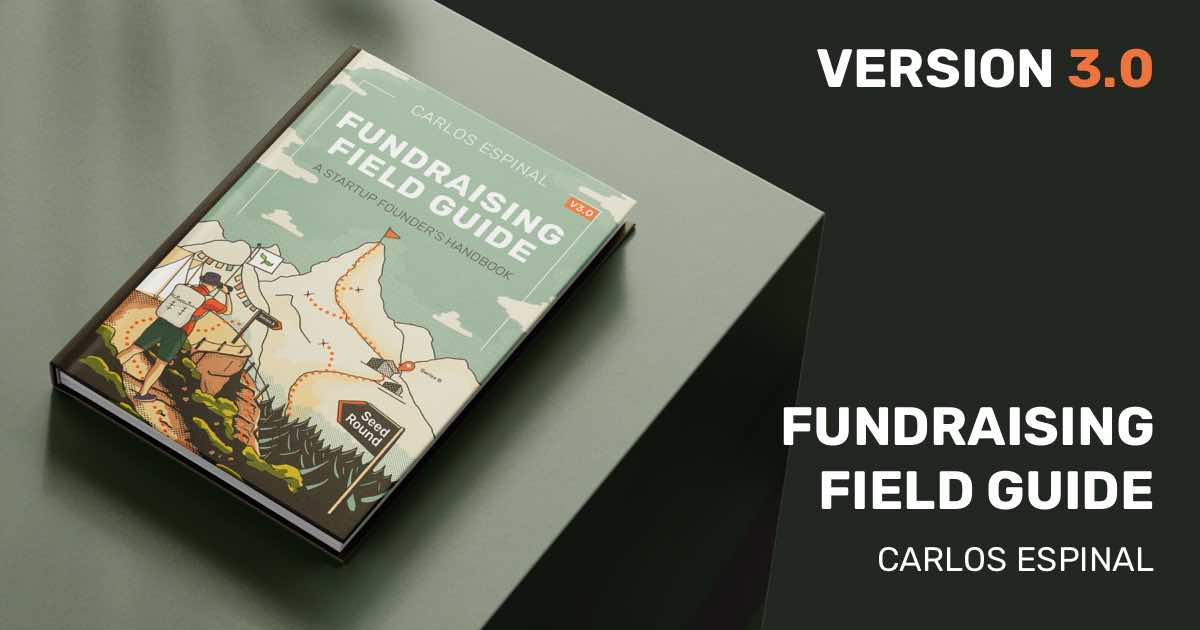 VERSION 3.0
CARLOS ESPINAL
FUNDRAISING
FIELD GUIDE
V3.0
A STARTUP FOUNDER'S HANDBOOK
Series B
Seed
Round
FUNDRAISING
FIELD GUIDE
CARLOS ESPINAL